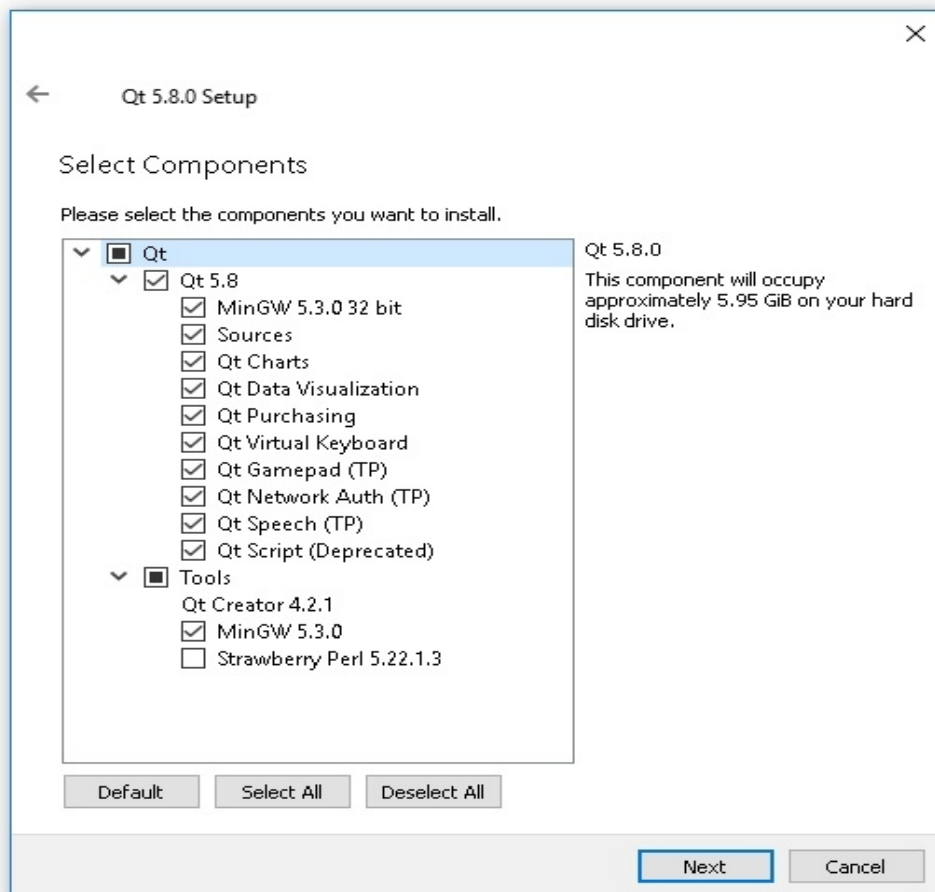 Qt 5.8.0 Setup
Select Components
Please select the components you want to install.
Qt
Qt 5.8
MinGW 5.3.0 32 bit
Sources
Qt Charts
Qt Data Visualization
Qt Purchasing
Qt Virtual Keyboard
Qt Gamepad (TP)
Qt Network Auth (TP)
Qt Speech (TP)
Qt Script (Deprecated)
Tools
Qt Creator 4.2.1
MinGW 5.3.0
Strawberry Perl 5.22.1.3
Qt 5.8.0
This component will occupy
approximately 5.95 GiB on your hard
disk drive.
Default Select All Deselect All
Next Cancel